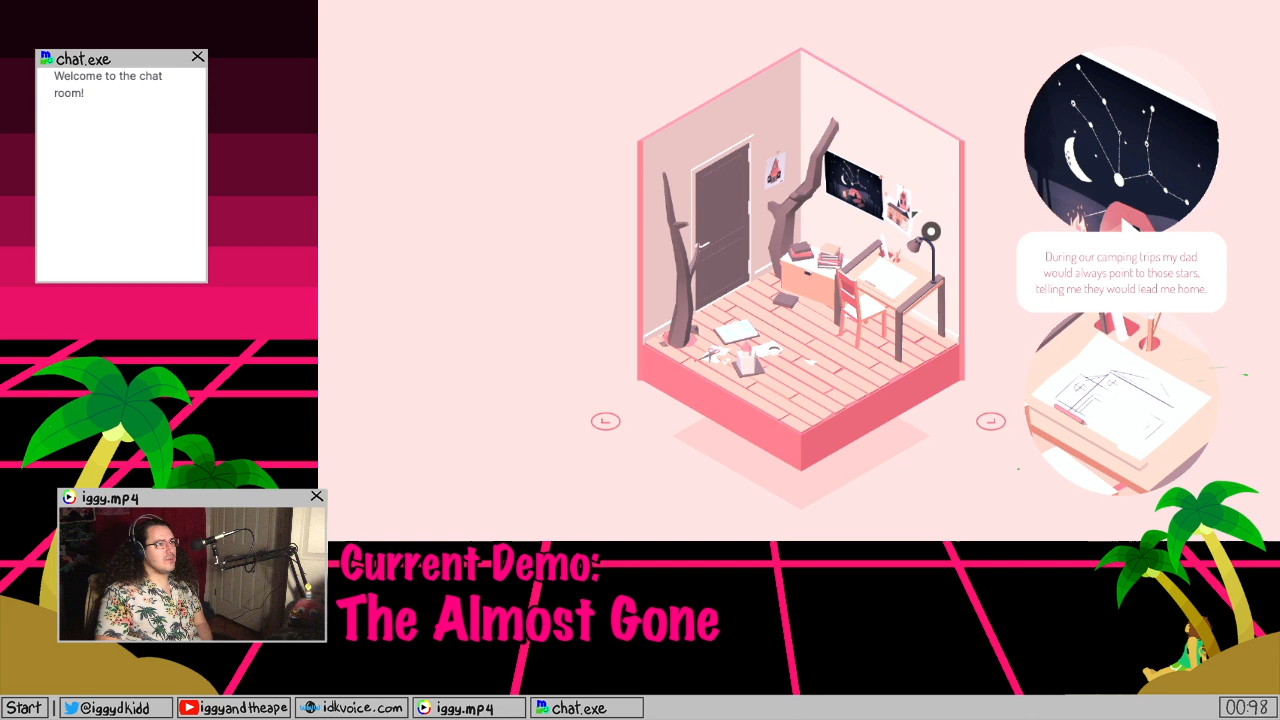 chat.exe
Welcome to the chat
room!
During our camping trips my dad
would always point to those stars,
telling me they would lead me home.
iggy.mp4
Current Demo:
The Almost Gone
Start
@iggydkidd
iggyandtheape
www
idkvoice.com
iggy.mp4
chat.exe
00:98